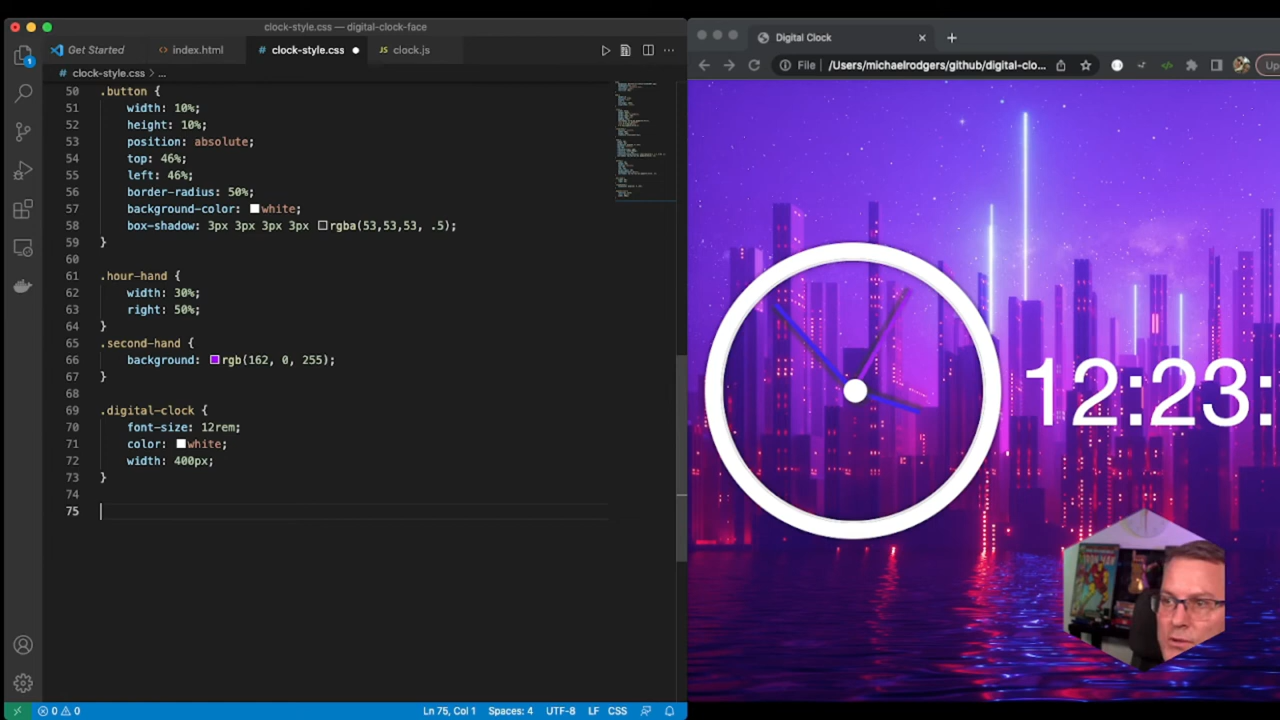 clock-style.css — digital-clock-face
Get Started
index.html
# clock-style.css
clock.js
# clock-style.css > ...
50 .button {
51 width: 10%;
52 height: 10%;
53 position: absolute;
54 top: 46%;
55 left: 46%;
56 border-radius: 50%;
57 background-color: white;
58 box-shadow: 3px 3px 3px 3px rgba(53,53,53, .5);
59 }
60
61 .hour-hand {
62 width: 30%;
63 right: 50%;
64 }
65 .second-hand {
66 background: rgb(162, 0, 255);
67 }
68
69 .digital-clock {
70 font-size: 12rem;
71 color: white;
72 width: 400px;
73 }
74
75
1
0 0
Ln 75, Col 1
Spaces: 4
UTF-8
LF
CSS
Digital Clock
File
/Users/michaelrodgers/github/digital-clo...
Up
12:23: